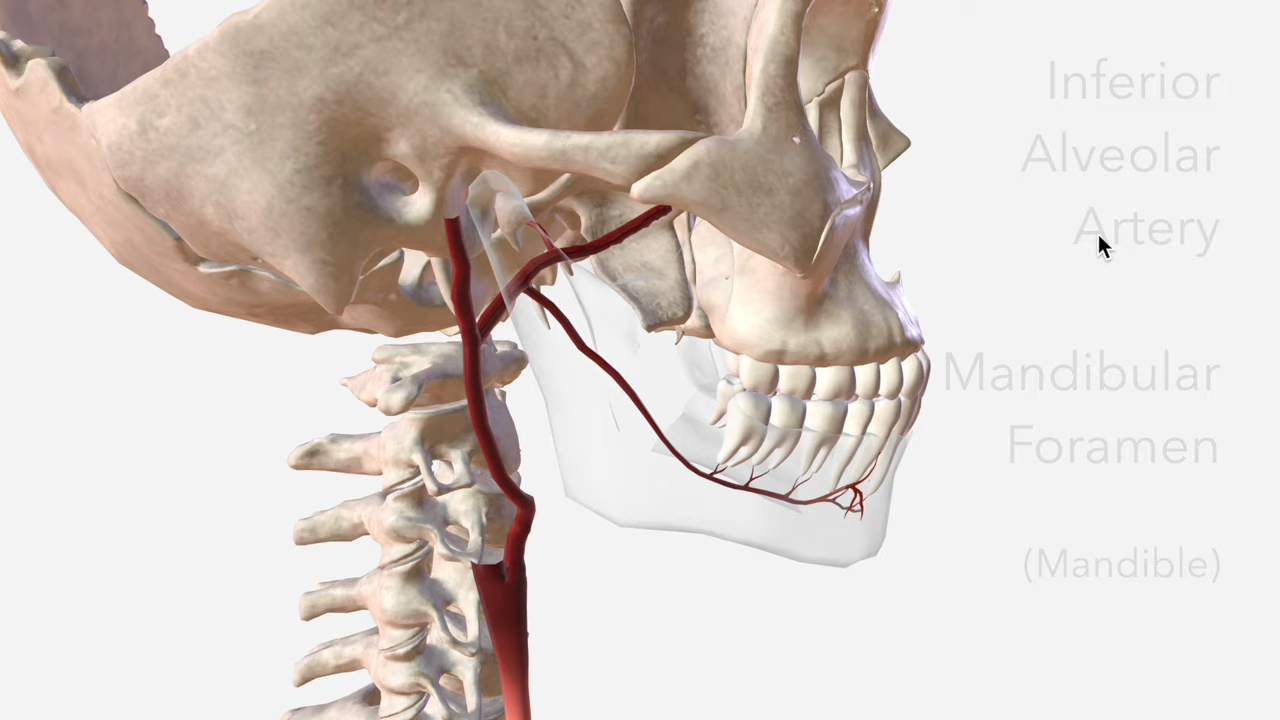 Inferior
Alveolar
Artery
Mandibular
Foramen
(Mandible)